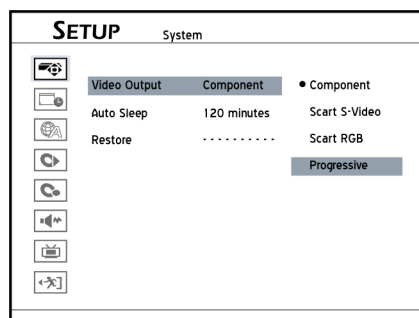 SETUP System
Video Output Component
Auto Sleep 120 minutes
Restore - - - - - - - - - -
Component
Scart S-Video
Scart RGB
Progressive